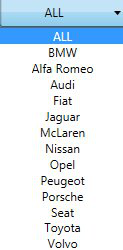 ALL
ALL
BMW
Alfa Romeo
Audi
Fiat
Jaguar
McLaren
Nissan
Opel
Peugeot
Porsche
Seat
Toyota
Volvo